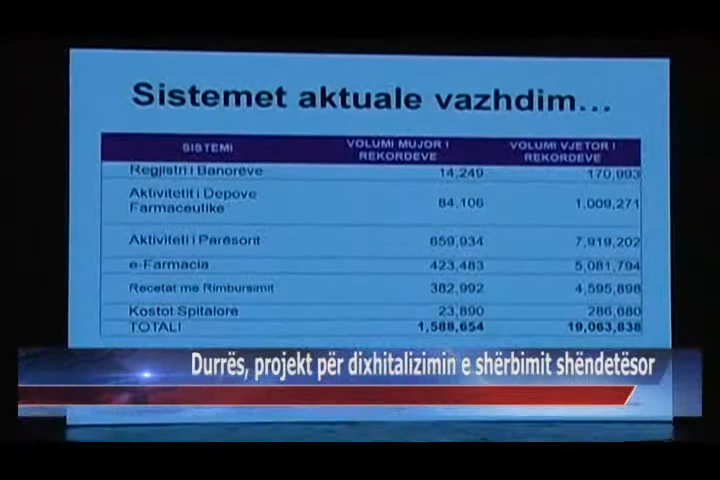 Sistemet aktuale vazhdim...
SISTEMI VOLUMI MUJOR I REKORDEVE VOLUMI VJETOR I REKORDEVE
Regjistri i Banoreve 14,249 170,993
Aktivitetit i Depove Farmaceutike 84,106 1,009,271
Aktiviteti i Paresorit 659,934 7,919,202
e-Farmacia 423,483 5,081,794
Recetat me Rimbursimit 382,992 4,595,898
Kostot Spitalore 23,890 286,680
TOTALI 1,588,654 19,063,838
Durrës, projekt për dixhitalizimin e shërbimit shëndetësor